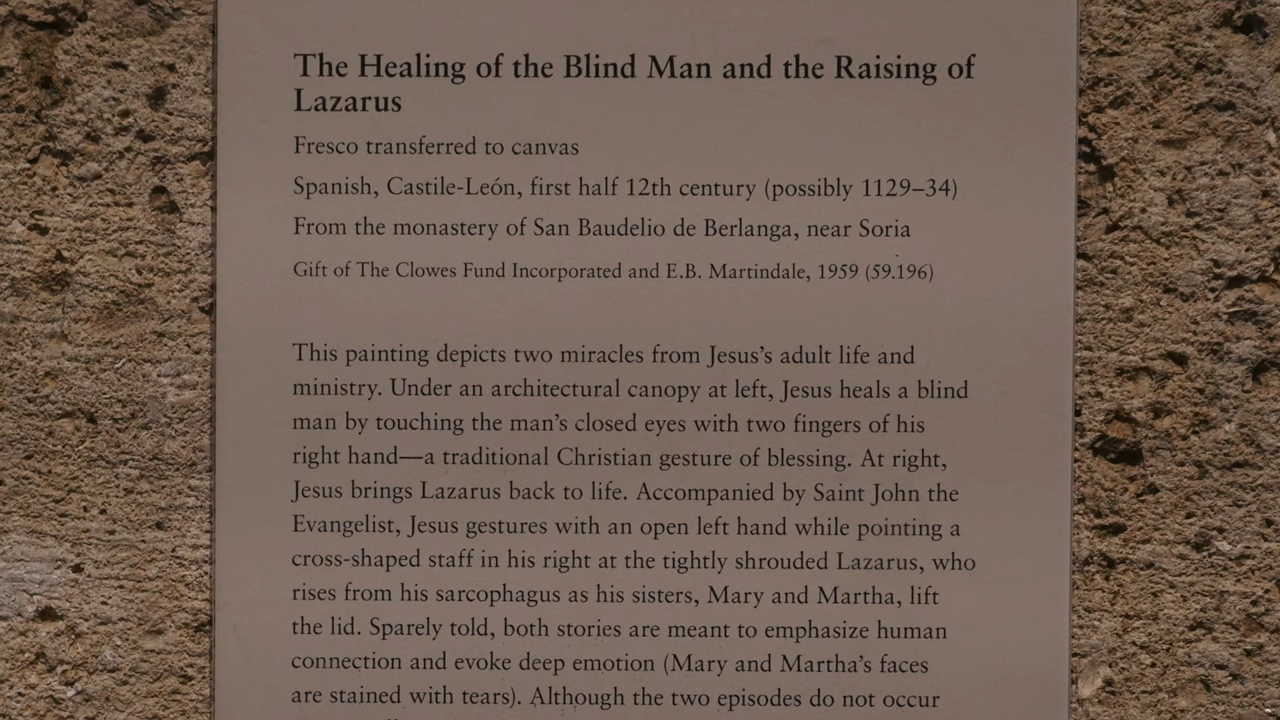 The Healing of the Blind Man and the Raising of
Lazarus
Fresco transferred to canvas
Spanish, Castile-León, first half 12th century (possibly 1129–34)
From the monastery of San Baudelio de Berlanga, near Soria
Gift of The Clowes Fund Incorporated and E.B. Martindale, 1959 (59.196)
This painting depicts two miracles from Jesus's adult life and
ministry. Under an architectural canopy at left, Jesus heals a blind
man by touching the man's closed eyes with two fingers of his
right hand—a traditional Christian gesture of blessing. At right,
Jesus brings Lazarus back to life. Accompanied by Saint John the
Evangelist, Jesus gestures with an open left hand while pointing a
cross-shaped staff in his right at the tightly shrouded Lazarus, who
rises from his sarcophagus as his sisters, Mary and Martha, lift
the lid. Sparely told, both stories are meant to emphasize human
connection and evoke deep emotion (Mary and Martha's faces
are stained with tears). Although the two episodes do not occur